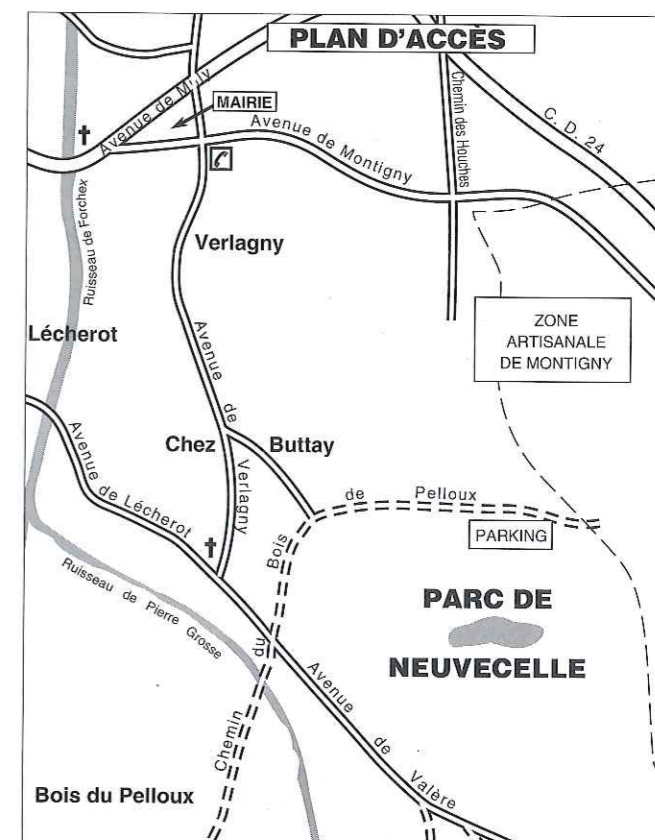 PLAN D'ACCÈS
Avenue de M
MAIRIE
Avenue de Montigny
Chemin des Houches
C. D. 24
Ruisseau de Forchex
Verlagny
Lécherot
ZONE
ARTISANALE
DE MONTIGNY
Avenue de Verlagny
Chez Buttay
Avenue de Lécherot
Chemin du Bois de Pelloux
PARKING
Ruisseau de Pierre Grosse
PARC DE
NEUVECELLE
Avenue de Valère
Bois du Pelloux